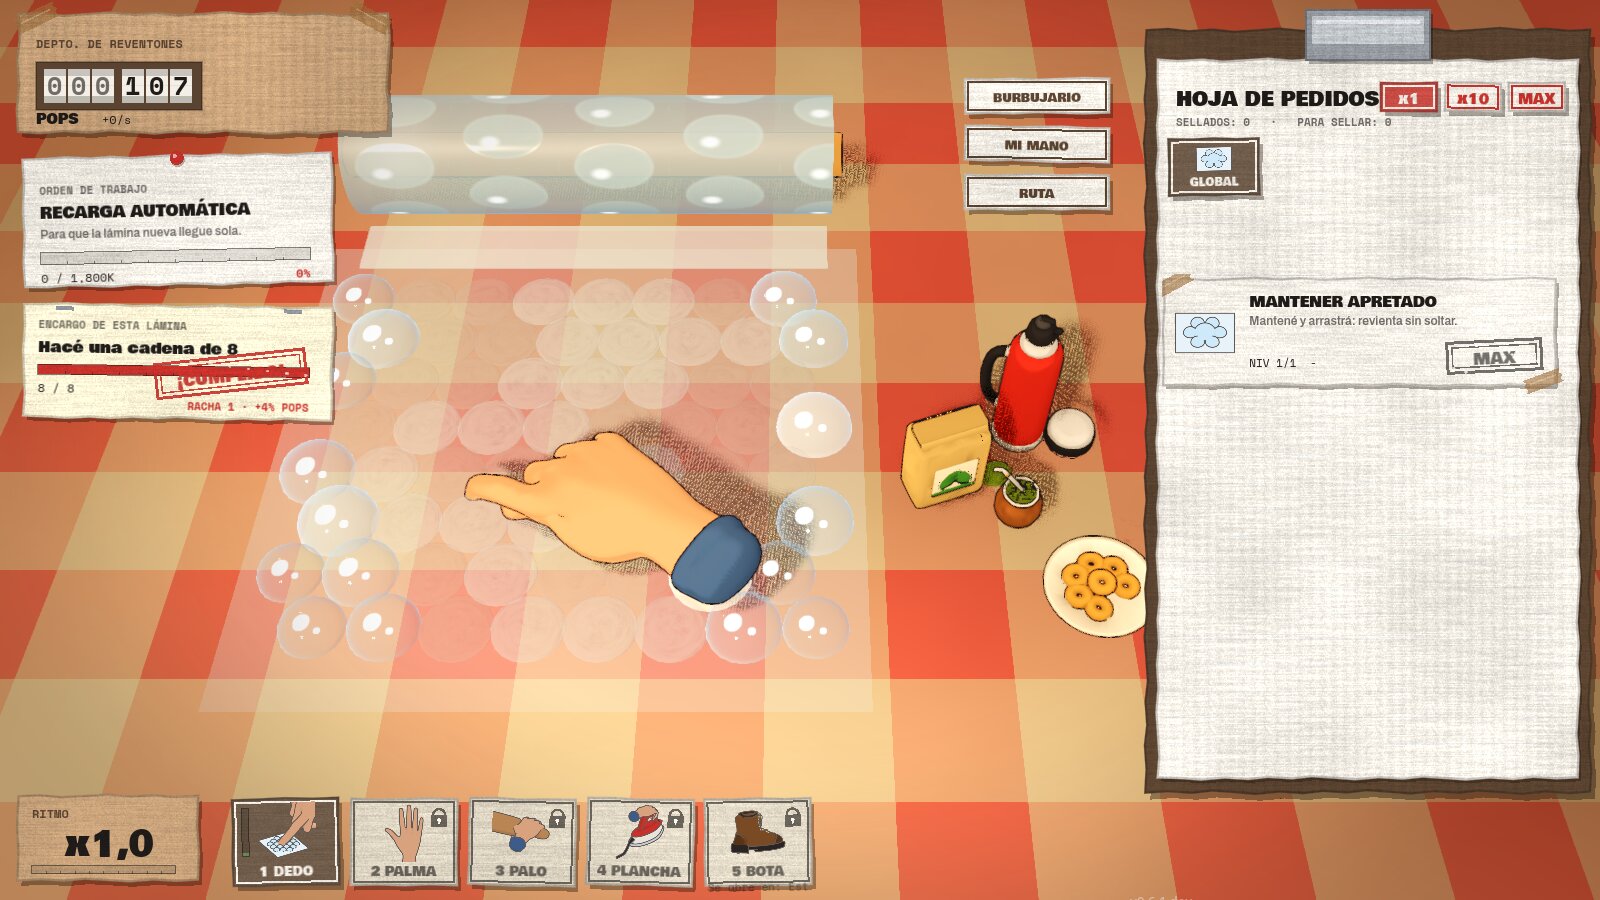 DEPTO. DE REVENTONES
000107
POPS +0/s
ORDEN DE TRABAJO
RECARGA AUTOMÁTICA
Para que la lámina nueva llegue sola.
0 / 1.800K 0%
ENCARGO DE ESTA LÁMINA
Hacé una cadena de 8
8 / 8
RACHA 1 · +4% POPS
BURBUJARIO
MI MANO
RUTA
HOJA DE PEDIDOS
x1 x10 MAX
SELLADOS: 0 · PARA SELLAR: 0
GLOBAL
MANTENER APRETADO
Mantené y arrastrá: revienta sin soltar.
NIV 1/1 -
MAX
RITMO
x1,0
1 DEDO
2 PALMA
3 PALO
4 PLANCHA
5 BOTA